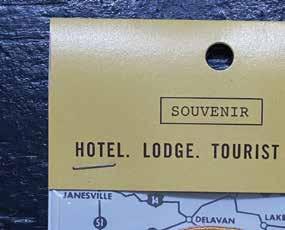 SOUVENIR
HOTEL. LODGE. TOURIST
JANESVILLE
14
51
DELAVAN
LAKE